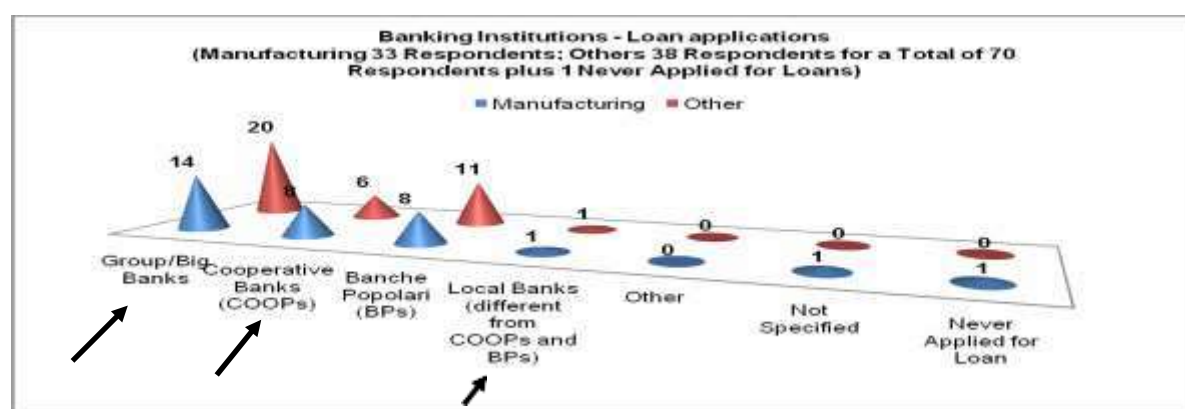 Banking Institutions - Loan applications
(Manufacturing 33 Respondents; Others 38 Respondents for a Total of 70
Respondents plus 1 Never Applied for Loans)
Manufacturing Other
14 20 8 6 8 11 1 1 0 0 1 0 1 0
Group/Big
Banks
Cooperative
Banks
(COOPs)
Banche
Popolari
(BPs)
Local Banks
(different
from
COOPs and
BPs)
Other
Not
Specified
Never
Applied for
Loan